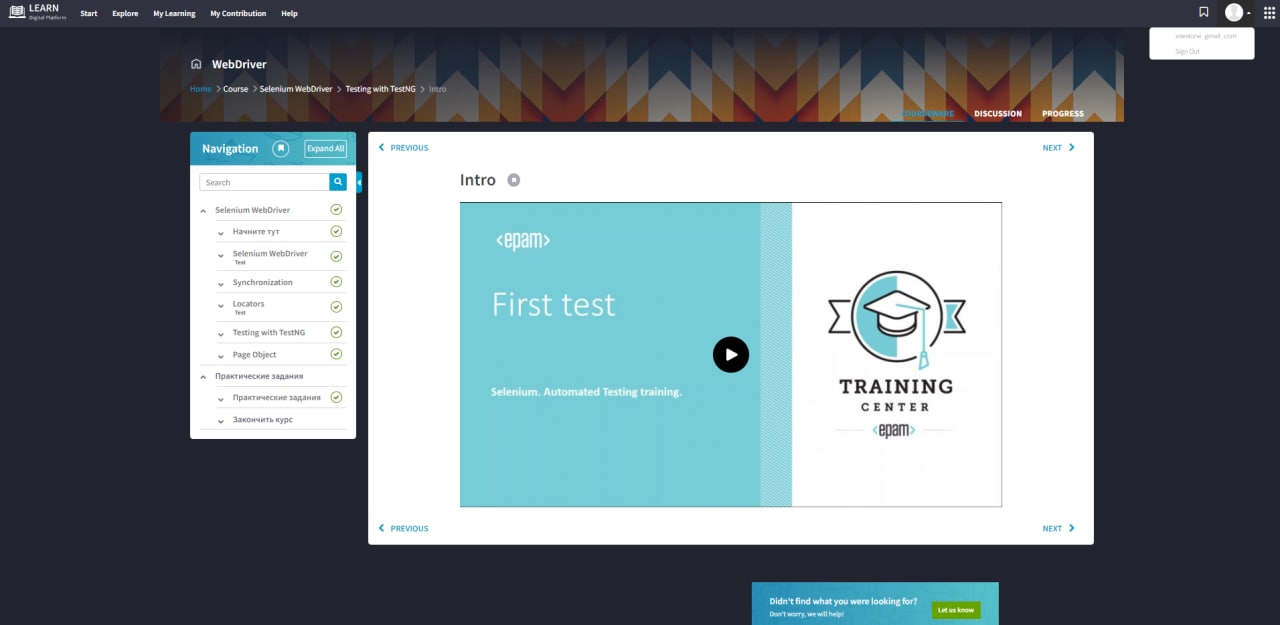 LEARN
Digital Platform
Start Explore My Learning My Contribution Help
Sign Out
WebDriver
Home Course Selenium WebDriver Testing with TestNG Intro
COURSEWARE DISCUSSION PROGRESS
Navigation Expand All
Search
Selenium WebDriver
Начните тут
Selenium WebDriver
Test
Synchronization
Locators
Test
Testing with TestNG
Page Object
Практические задания
Практические задания
Закончить курс
PREVIOUS NEXT
Intro
<epam>
First test
Selenium. Automated Testing training.
TRAINING
CENTER
<epam>
PREVIOUS NEXT
Didn't find what you were looking for?
Don't worry, we will help!
Let us know